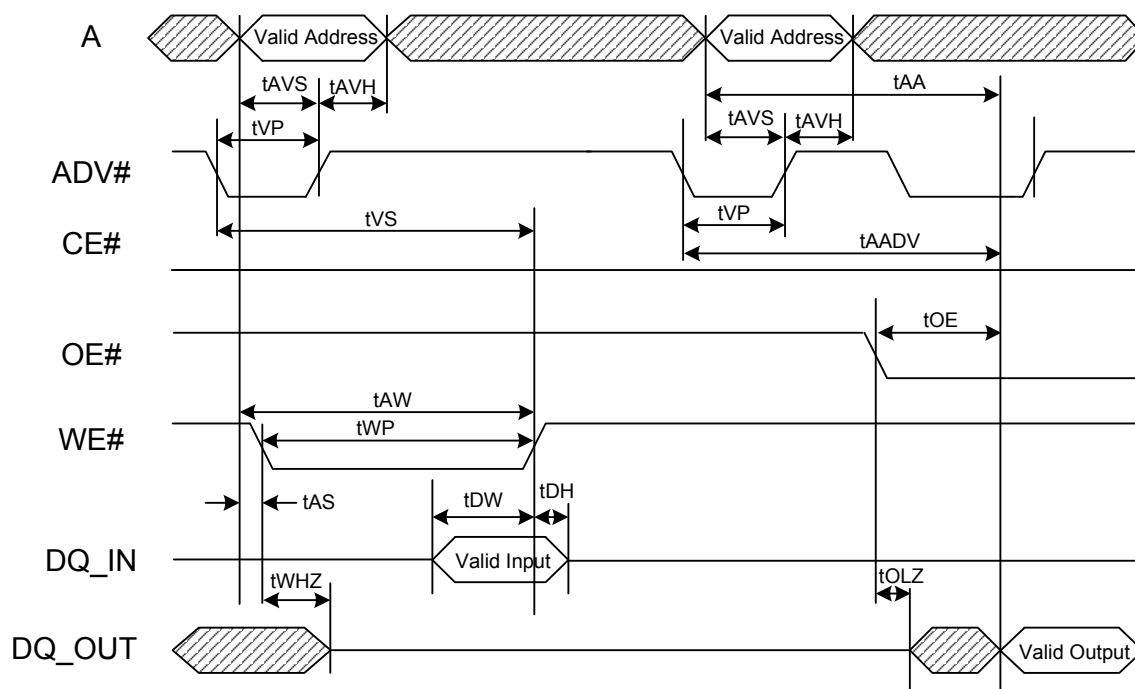 A
Valid Address
Valid Address
tAA
tAVS
tAVH
tAVS
tAVH
tVP
ADV#
tVP
tVS
CE#
tAADV
tOE
OE#
tAW
tWP
WE#
tAS
tDW
tDH
DQ_IN
Valid Input
tWHZ
tOLZ
DQ_OUT
Valid Output